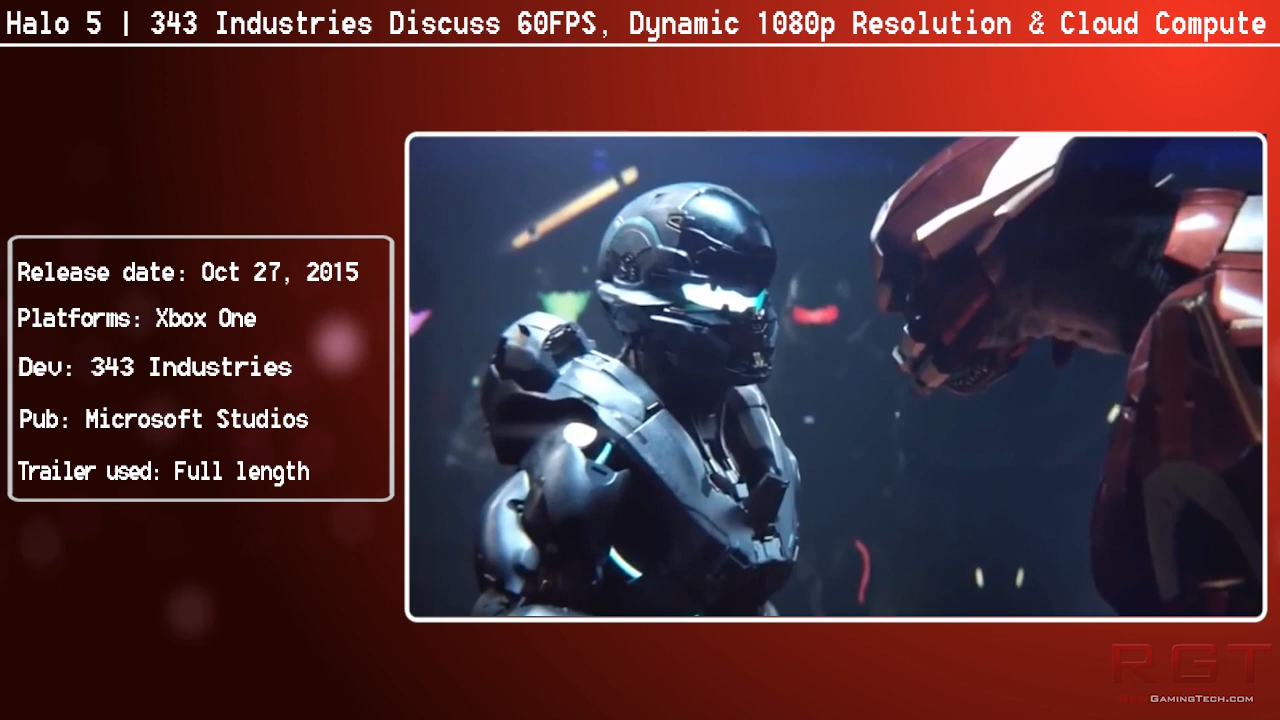 Halo 5 | 343 Industries Discuss 60FPS, Dynamic 1080p Resolution & Cloud Compute
Release date: Oct 27, 2015
Platforms: Xbox One
Dev: 343 Industries
Pub: Microsoft Studios
Trailer used: Full length
RGT
RedGamingTech.com